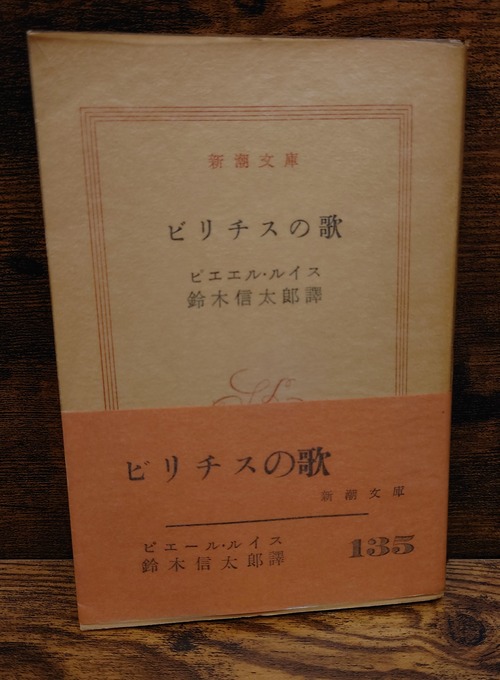 新潮文庫
ビリチスの歌
ピエエル・ルイス
鈴木信太郎譯
ビリチスの歌
新潮文庫
ピエール・ルイス
鈴木信太郎譯
135